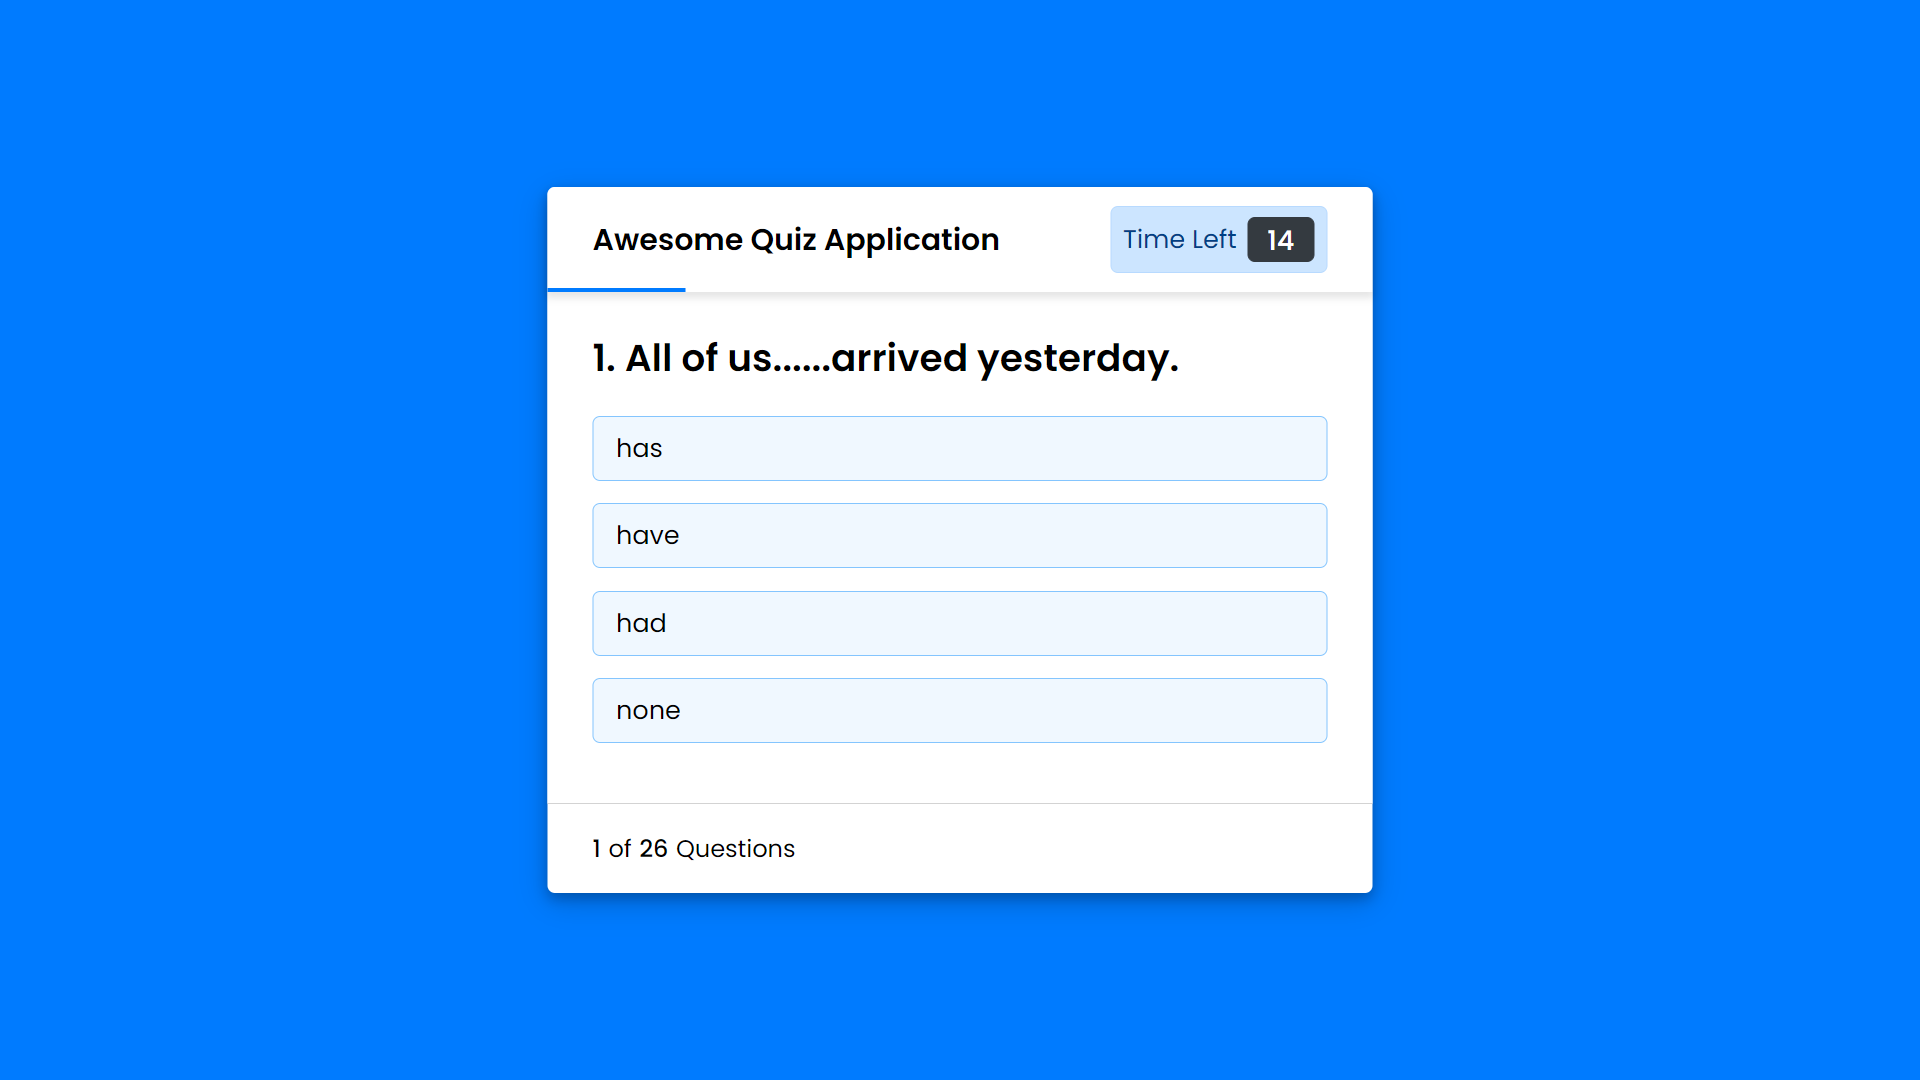 Awesome Quiz Application
Time Left 14
1. All of us......arrived yesterday.
has
have
had
none
1 of 26 Questions